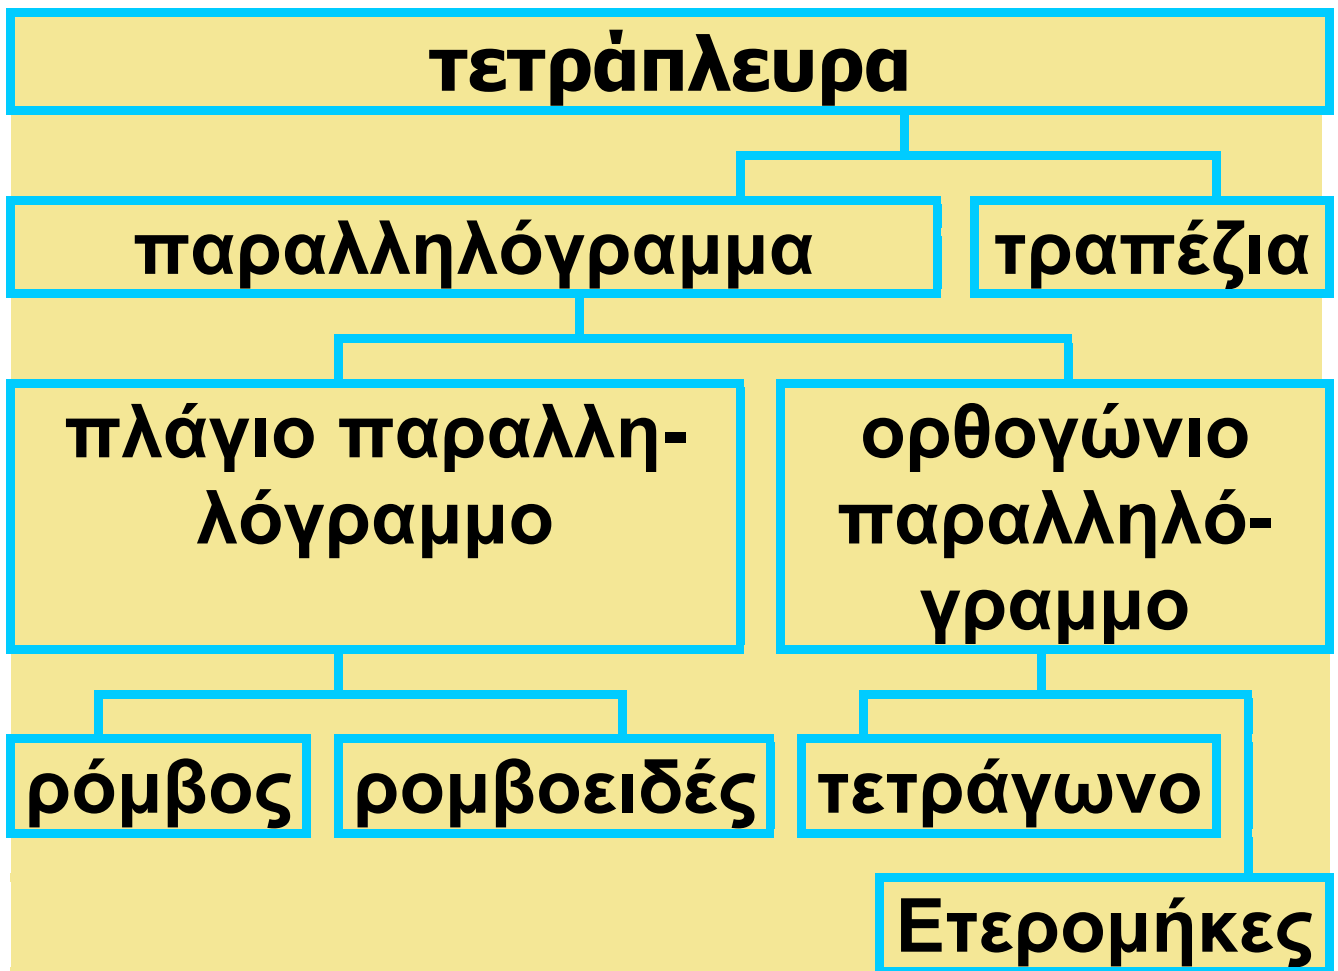 τετράπλευρα
παραλληλόγραμμα
τραπέζια
πλάγιο παραλλη-
λόγραμμο
ορθογώνιο
παραλληλό-
γραμμο
ρόμβος
ρομβοειδές
τετράγωνο
Ετερομήκες